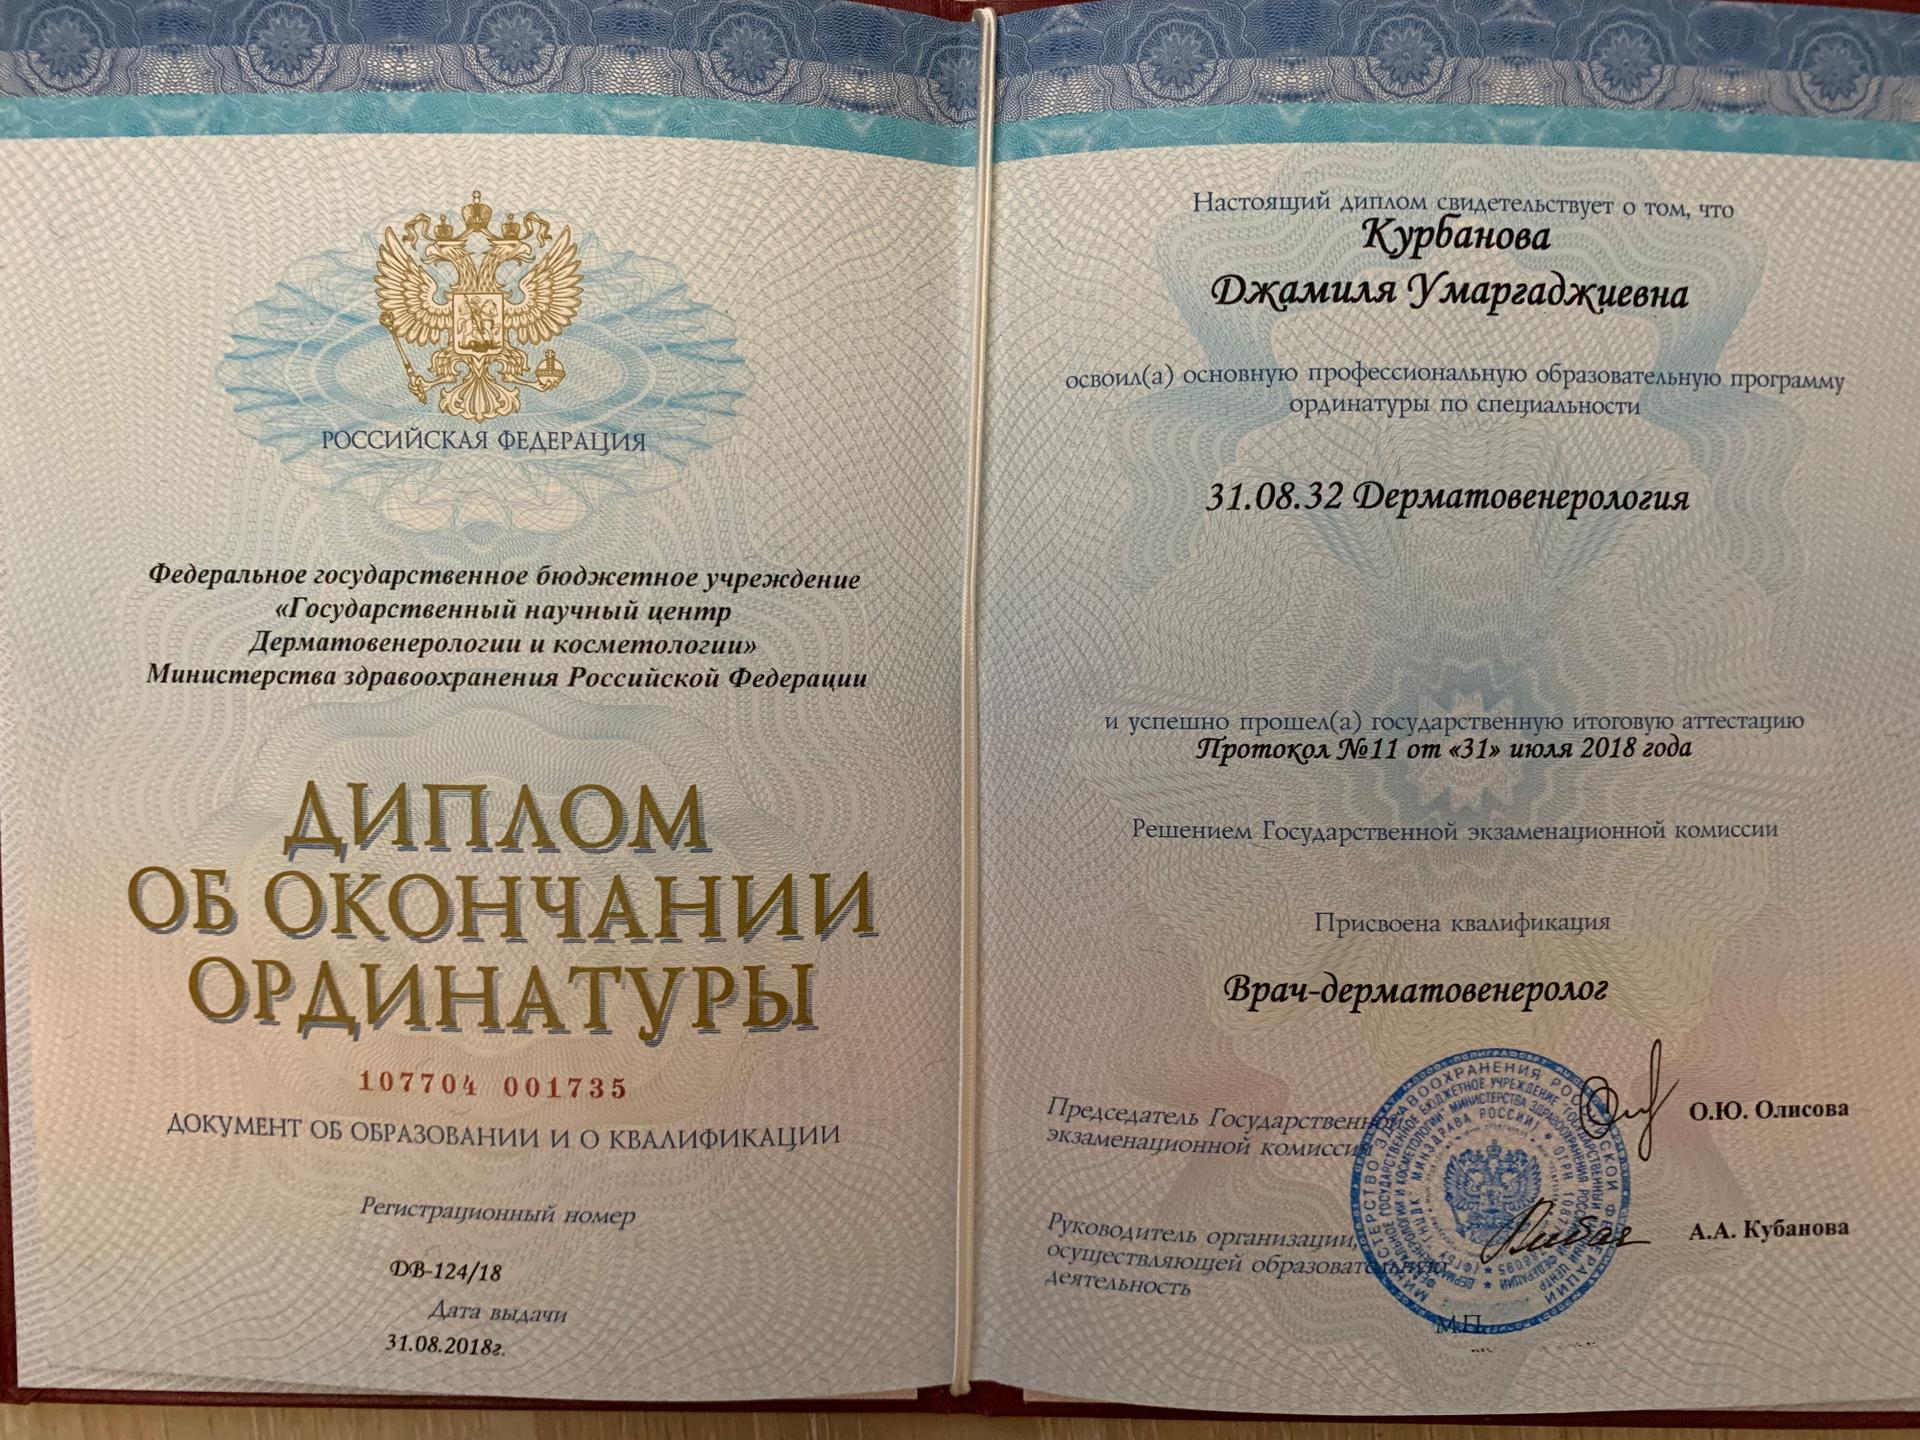 РОССИЙСКАЯ ФЕДЕРАЦИЯ
Федеральное государственное бюджетное учреждение
«Государственный научный центр
Дерматовенерологии и косметологии»
Министерства здравоохранения Российской Федерации
ДИПЛОМ
ОБ ОКОНЧАНИИ
ОРДИНАТУРЫ
107704 001735
ДОКУМЕНТ ОБ ОБРАЗОВАНИИ И О КВАЛИФИКАЦИИ
Регистрационный номер
ДВ-124/18
Дата выдачи
31.08.2018г.
Настоящий диплом свидетельствует о том, что
Курбанова
Джамиля Умаргаджиевна
освоил(а) основную профессиональную образовательную программу
ординатуры по специальности
31.08.32 Дерматовенерология
и успешно прошел(а) государственную итоговую аттестацию
Протокол №11 от «31» июля 2018 года
Решением Государственной экзаменационной комиссии
Присвоена квалификация
Врач-дерматовенеролог
Председатель Государственной
экзаменационной комиссии
О.Ю. Олисова
Руководитель организации,
осуществляющей образовательную
деятельность
А.А. Кубанова
М.П.